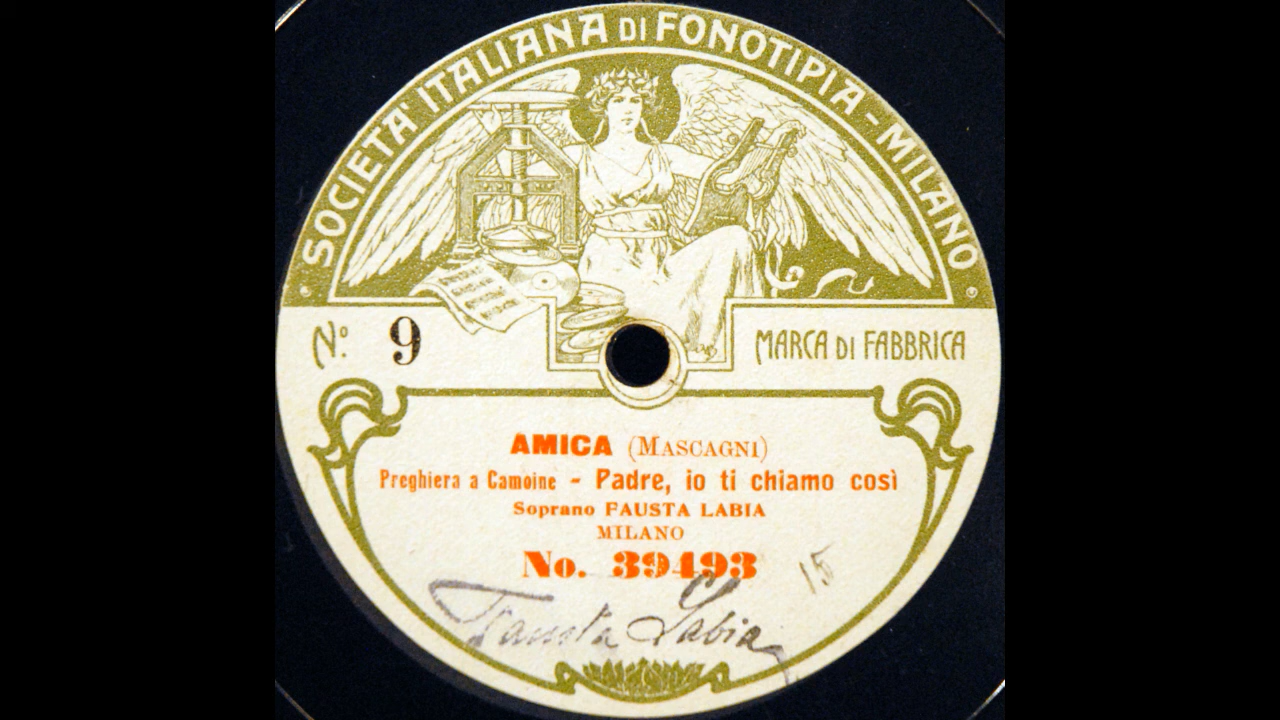 SOCIETA' ITALIANA DI FONOTIPIA - MILANO
No. 9
MARCA DI FABBRICA
AMICA (MASCAGNI)
Preghiera a Camoine - Padre, io ti chiamo così
Soprano FAUSTA LABIA
MILANO
No. 39493
15
Fausta Labia